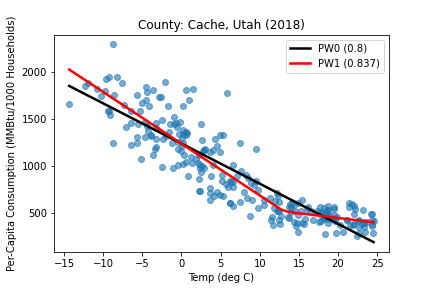 County: Cache, Utah (2018)
PW0 (0.8)
PW1 (0.837)
Per-Capita Consumption (MMBtu/1000 Households)
2000
1500
1000
500
−15 −10 −5 0 5 10 15 20 25
Temp (deg C)